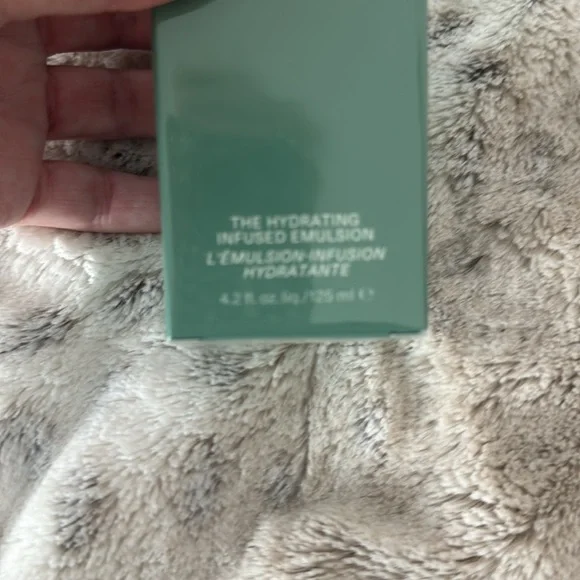 THE HYDRATING
INFUSED EMULSION
L'ÉMULSION-INFUSION
HYDRATANTE
4.2 fl.oz.liq./125 ml ℮